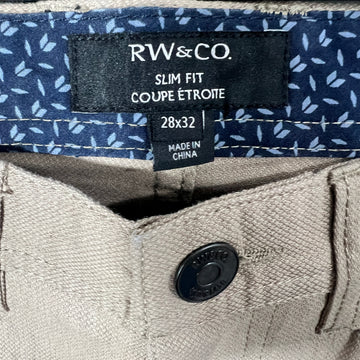 RW&CO.
SLIM FIT
COUPE ÉTROITE
28x32
MADE IN
CHINA